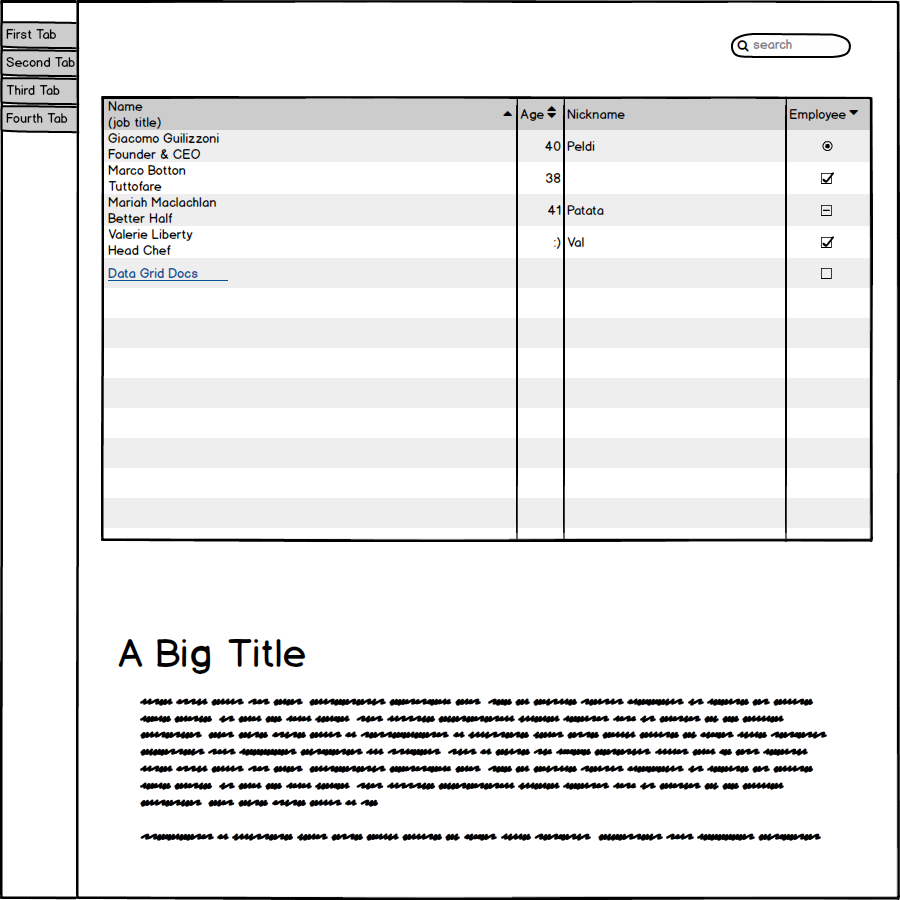 First Tab
Second Tab
Third Tab
Fourth Tab
search
Name
(job title)
Age
Nickname
Employee
Giacomo Guilizzoni
Founder & CEO
40
Peldi
Marco Botton
Tuttofare
38
Mariah Maclachlan
Better Half
41
Patata
Valerie Liberty
Head Chef
:)
Val
Data Grid Docs
A Big Title